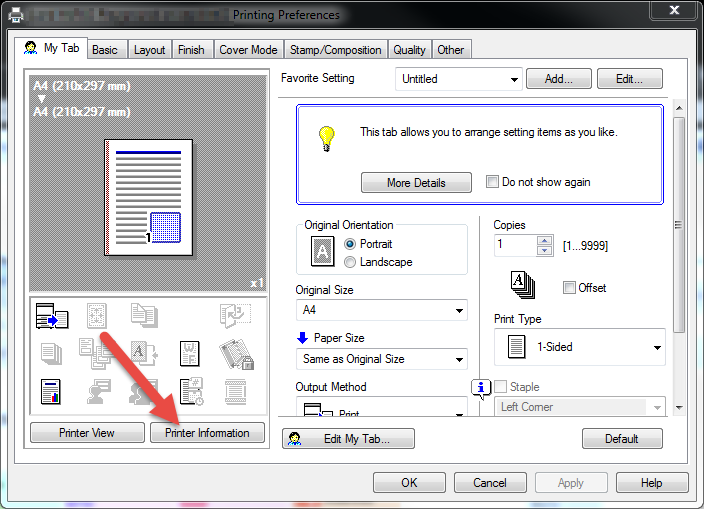 Printing Preferences
My Tab Basic Layout Finish Cover Mode Stamp/Composition Quality Other
A4 (210x297 mm)
A4 (210x297 mm)
1
x1
Printer View Printer Information
Favorite Setting Untitled Add... Edit...
This tab allows you to arrange setting items as you like.
More Details Do not show again
Original Orientation
A
Portrait
Landscape
Original Size
A4
Paper Size
Same as Original Size
Output Method
Print
Copies
1 [1...9999]
Offset
Print Type
1-Sided
Staple
Left Corner
Edit My Tab... Default
OK Cancel Apply Help